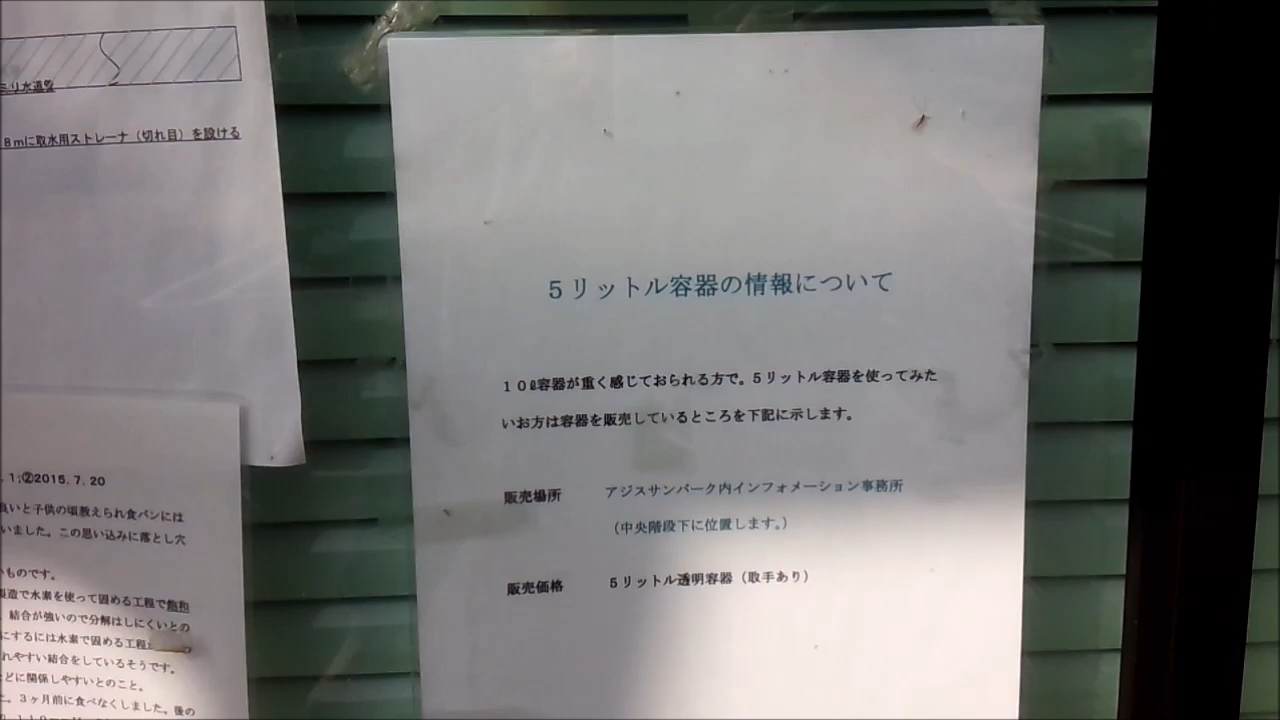 ミリ水道管
8mに取水用ストレーナ（切れ目）を設ける
５リットル容器の情報について
１０ℓ容器が重く感じておられる方で。５リットル容器を使ってみた
いお方は容器を販売しているところを下記に示します。
販売場所　アジスサンパーク内インフォメーション事務所
（中央階段下に位置します。）
販売価格　５リットル透明容器（取手あり）
1;②2015.7.20
良いと子供の頃教えられ食パンには
いました。この思い込みに落とし穴
いものです。
製造で水素を使って固める工程で飽和
結合が強いので分解はしにくいとの
にするには水素で固める工程
れやすい結合をしているそうです。
などに関係しやすいとのこと。
た。３ヶ月前に食べなくしました。後の